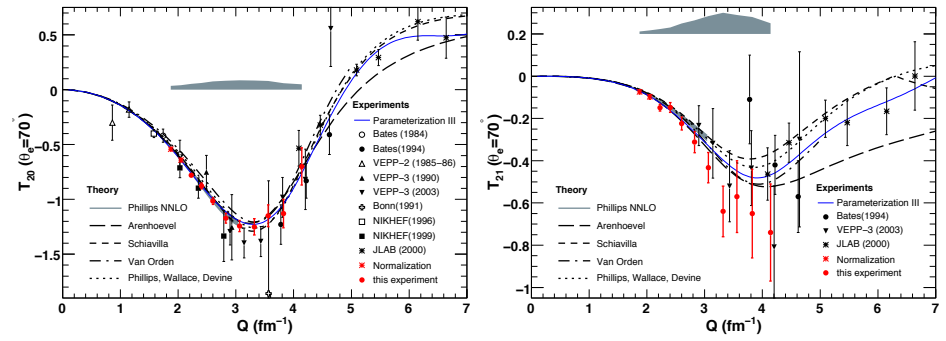 0.5
0
−0.5
−1
−1.5
T20 (θe=70°)
Experiments
Parameterization III
Bates (1984)
Bates(1994)
VEPP-2 (1985-86)
VEPP-3 (1990)
VEPP-3 (2003)
Bonn(1991)
NIKHEF(1996)
NIKHEF(1999)
JLAB (2000)
Normalization
this experiment
Theory
Phillips NNLO
Arenhoevel
Schiavilla
Van Orden
Phillips, Wallace, Devine
0 1 2 3 4 5 6 7
Q (fm⁻¹)
0.2
0
−0.2
−0.4
−0.6
−0.8
−1
T21 (θe=70°)
Theory
Phillips NNLO
Arenhoevel
Schiavilla
Van Orden
Phillips, Wallace, Devine
Experiments
Parameterization III
Bates(1994)
VEPP-3 (2003)
JLAB (2000)
Normalization
this experiment
0 1 2 3 4 5 6 7
Q (fm⁻¹)